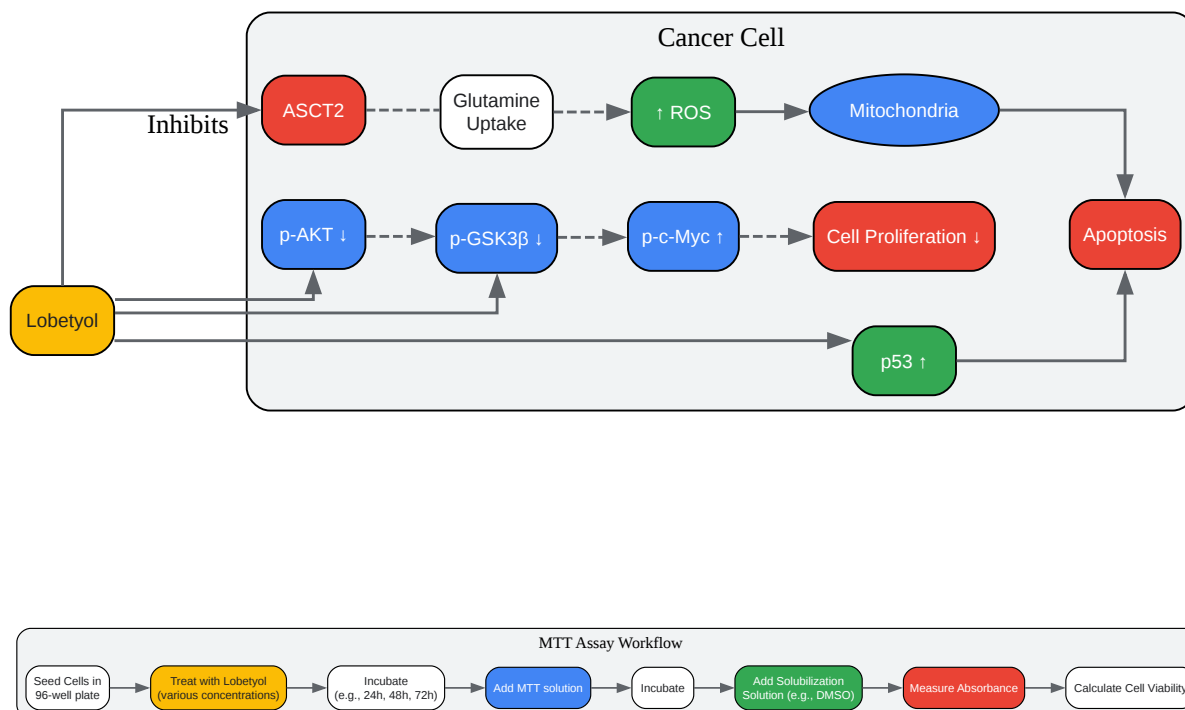 Cancer Cell
Inhibits
ASCT2
Glutamine
Uptake
↑ ROS
Mitochondria
p-AKT ↓
p-GSK3β ↓
p-c-Myc ↑
Cell Proliferation ↓
Apoptosis
Lobetyol
p53 ↑
MTT Assay Workflow
Seed Cells in
96-well plate
Treat with Lobetyol
(various concentrations)
Incubate
(e.g., 24h, 48h, 72h)
Add MTT solution
Incubate
Add Solubilization
Solution (e.g., DMSO)
Measure Absorbance
Calculate Cell Viability